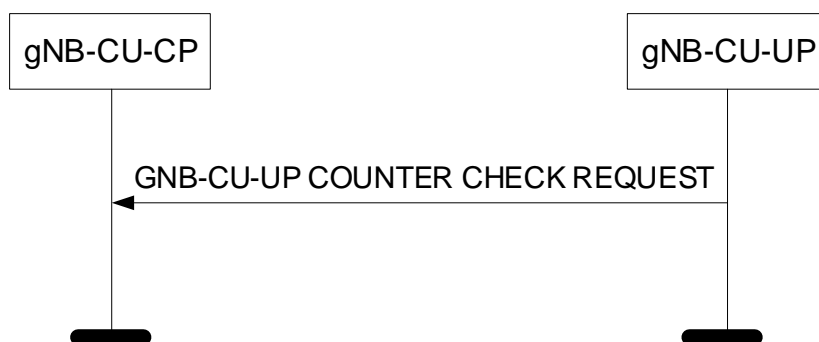 gNB-CU-CP
gNB-CU-UP
GNB-CU-UP COUNTER CHECK REQUEST